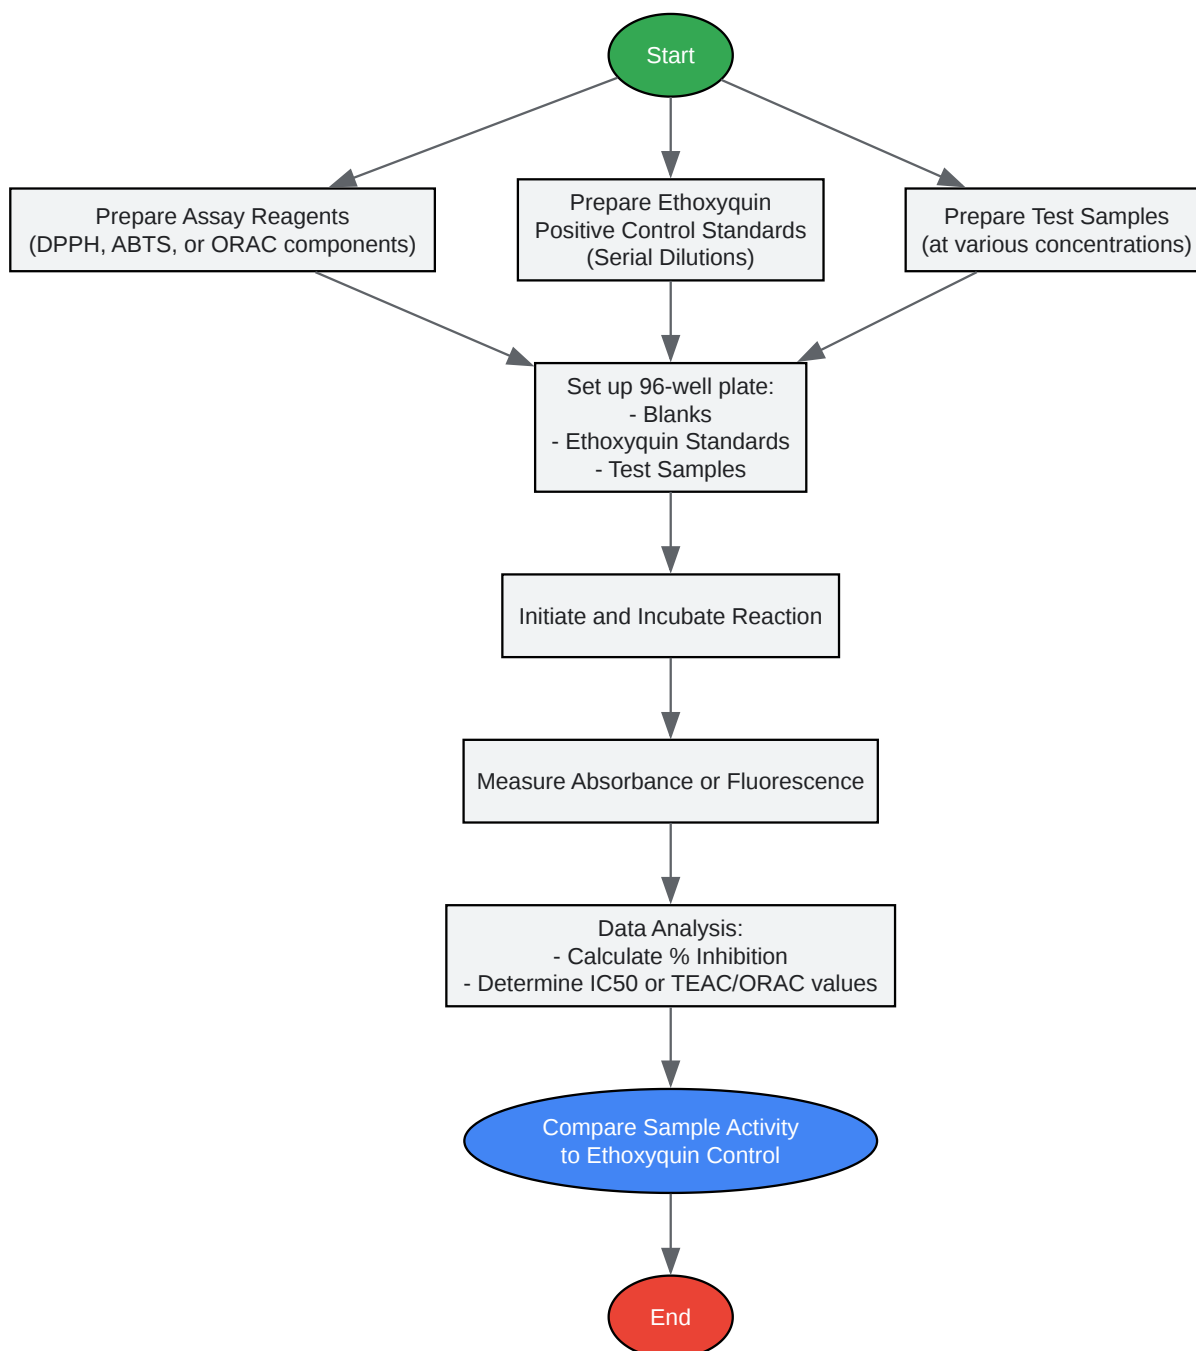 Start
Prepare Assay Reagents
(DPPH, ABTS, or ORAC components)
Prepare Ethoxyquin
Positive Control Standards
(Serial Dilutions)
Prepare Test Samples
(at various concentrations)
Set up 96-well plate:
- Blanks
- Ethoxyquin Standards
- Test Samples
Initiate and Incubate Reaction
Measure Absorbance or Fluorescence
Data Analysis:
- Calculate % Inhibition
- Determine IC50 or TEAC/ORAC values
Compare Sample Activity
to Ethoxyquin Control
End